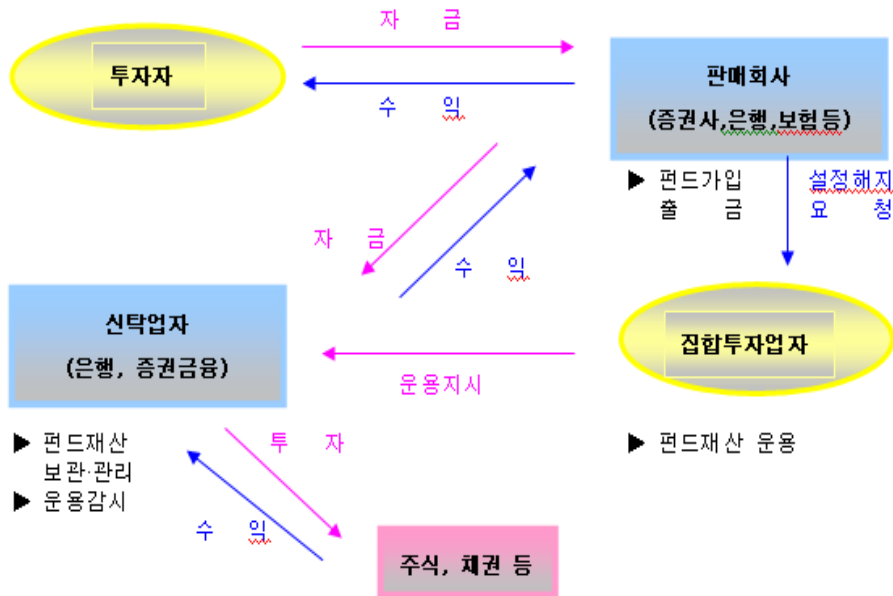 자 금
투자자
수 익
판매회사
(증권사,은행,보험등)
▶ 펀드가입
출 금
설정해지
요 청
자 금
수 익
신탁업자
(은행, 증권금융)
집합투자업자
운용지시
▶ 펀드재산
보관·관리
▶ 운용감시
투 자
수 익
▶ 펀드재산 운용
주식, 채권 등